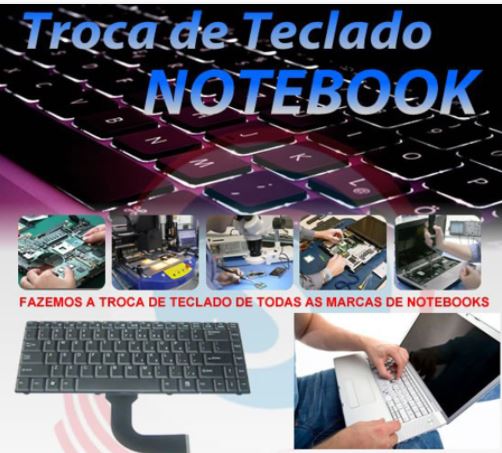 Troca de Teclado
NOTEBOOK
FAZEMOS A TROCA DE TECLADO DE TODAS AS MARCAS DE NOTEBOOKS